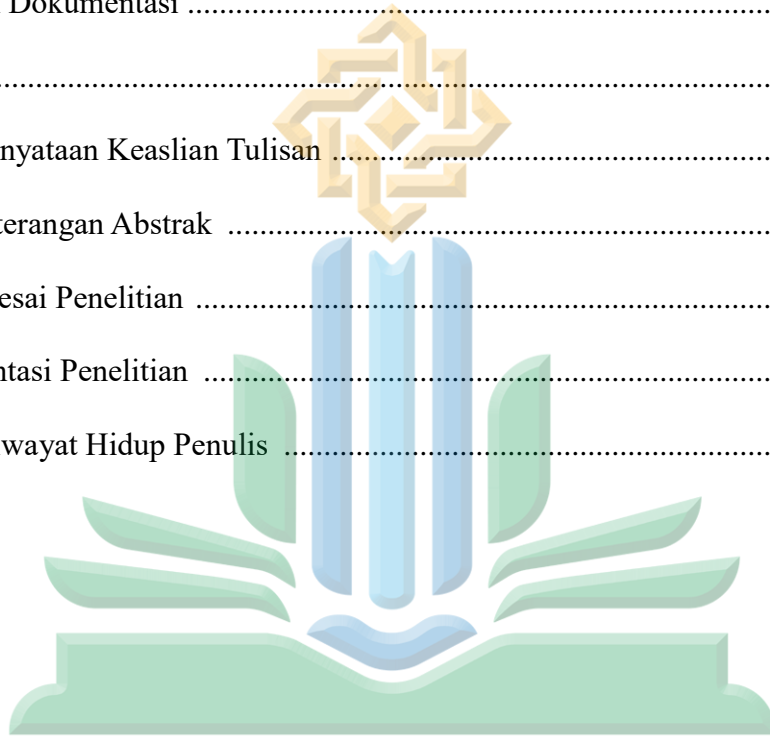 Dokumentasi ................................................................
................................................................
nyataan Keaslian Tulisan ................................................................
terangan Abstrak ................................................................
esai Penelitian ................................................................
ntasi Penelitian ................................................................
wayat Hidup Penulis ................................................................